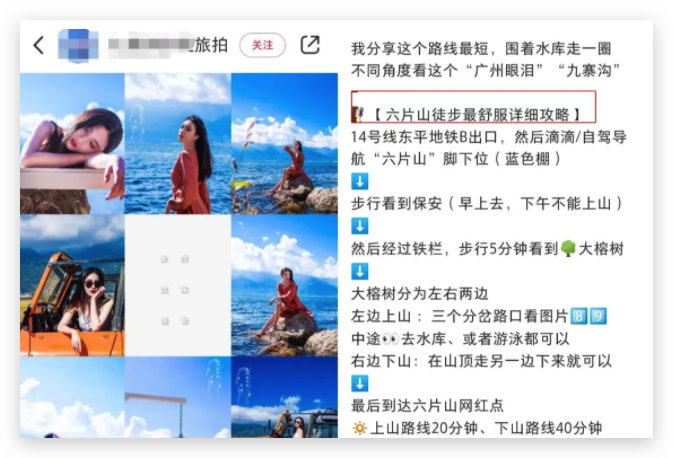 旅拍
关注
我分享这个路线最短，围着水库走一圈
不同角度看这个“广州眼泪”“九寨沟”
【 六片山徒步最舒服详细攻略 】
14号线东平地铁B出口，然后滴滴/自驾导
航“六片山”脚下位（蓝色棚）
⬇️
步行看到保安（早上去，下午不能上山）
⬇️
然后经过铁栏，步行5分钟看到🌳大榕树
⬇️
大榕树分为左右两边
左边上山：三个分岔路口看图片8️⃣9️⃣
中途👀去水库、或者游泳都可以
右边下山：在山顶走另一边下来就可以
⬇️
最后到达六片山网红点
🔅上山路线20分钟、下山路线40分钟